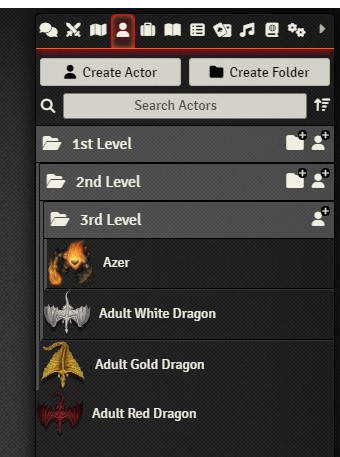 Create Actor
Create Folder
Search Actors
1st Level
2nd Level
3rd Level
Azer
Adult White Dragon
Adult Gold Dragon
Adult Red Dragon